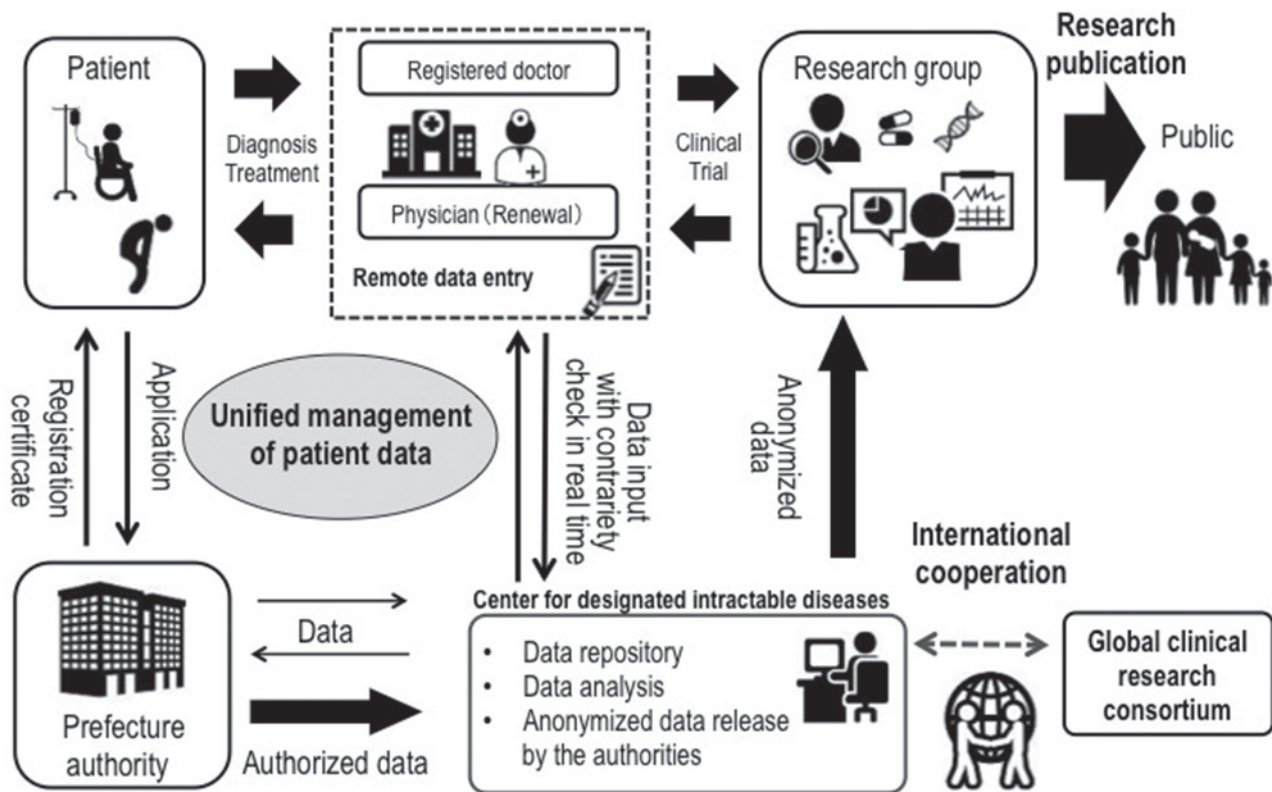 Patient
Diagnosis
Treatment
Registered doctor
Physician（Renewal）
Remote data entry
Clinical
Trial
Research group
Research
publication
Public
Registration
certificate
Application
Unified management
of patient data
Data input
with contrariety
check in real time
Anonymized
data
International
cooperation
Prefecture
authority
Data
Authorized data
Center for designated intractable diseases
• Data repository
• Data analysis
• Anonymized data release
by the authorities
Global clinical
research
consortium